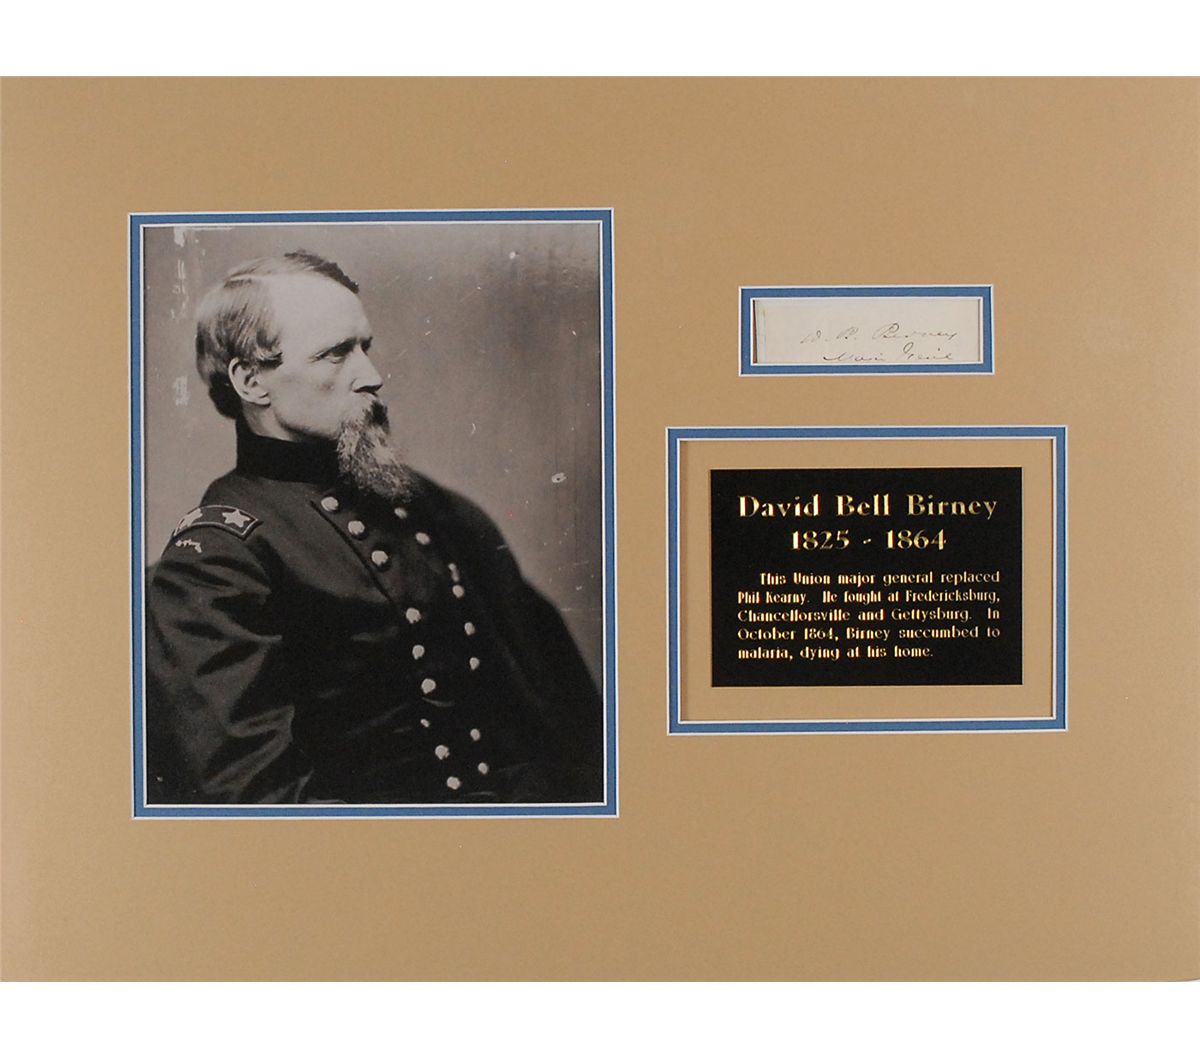 D. B. Birney
Major Genl
David Bell Birney
1825 - 1864
This Union major general replaced
Phil Kearny. He fought at Fredericksburg,
Chancellorsville and Gettysburg. In
October 1864, Birney succumbed to
malaria, dying at his home.